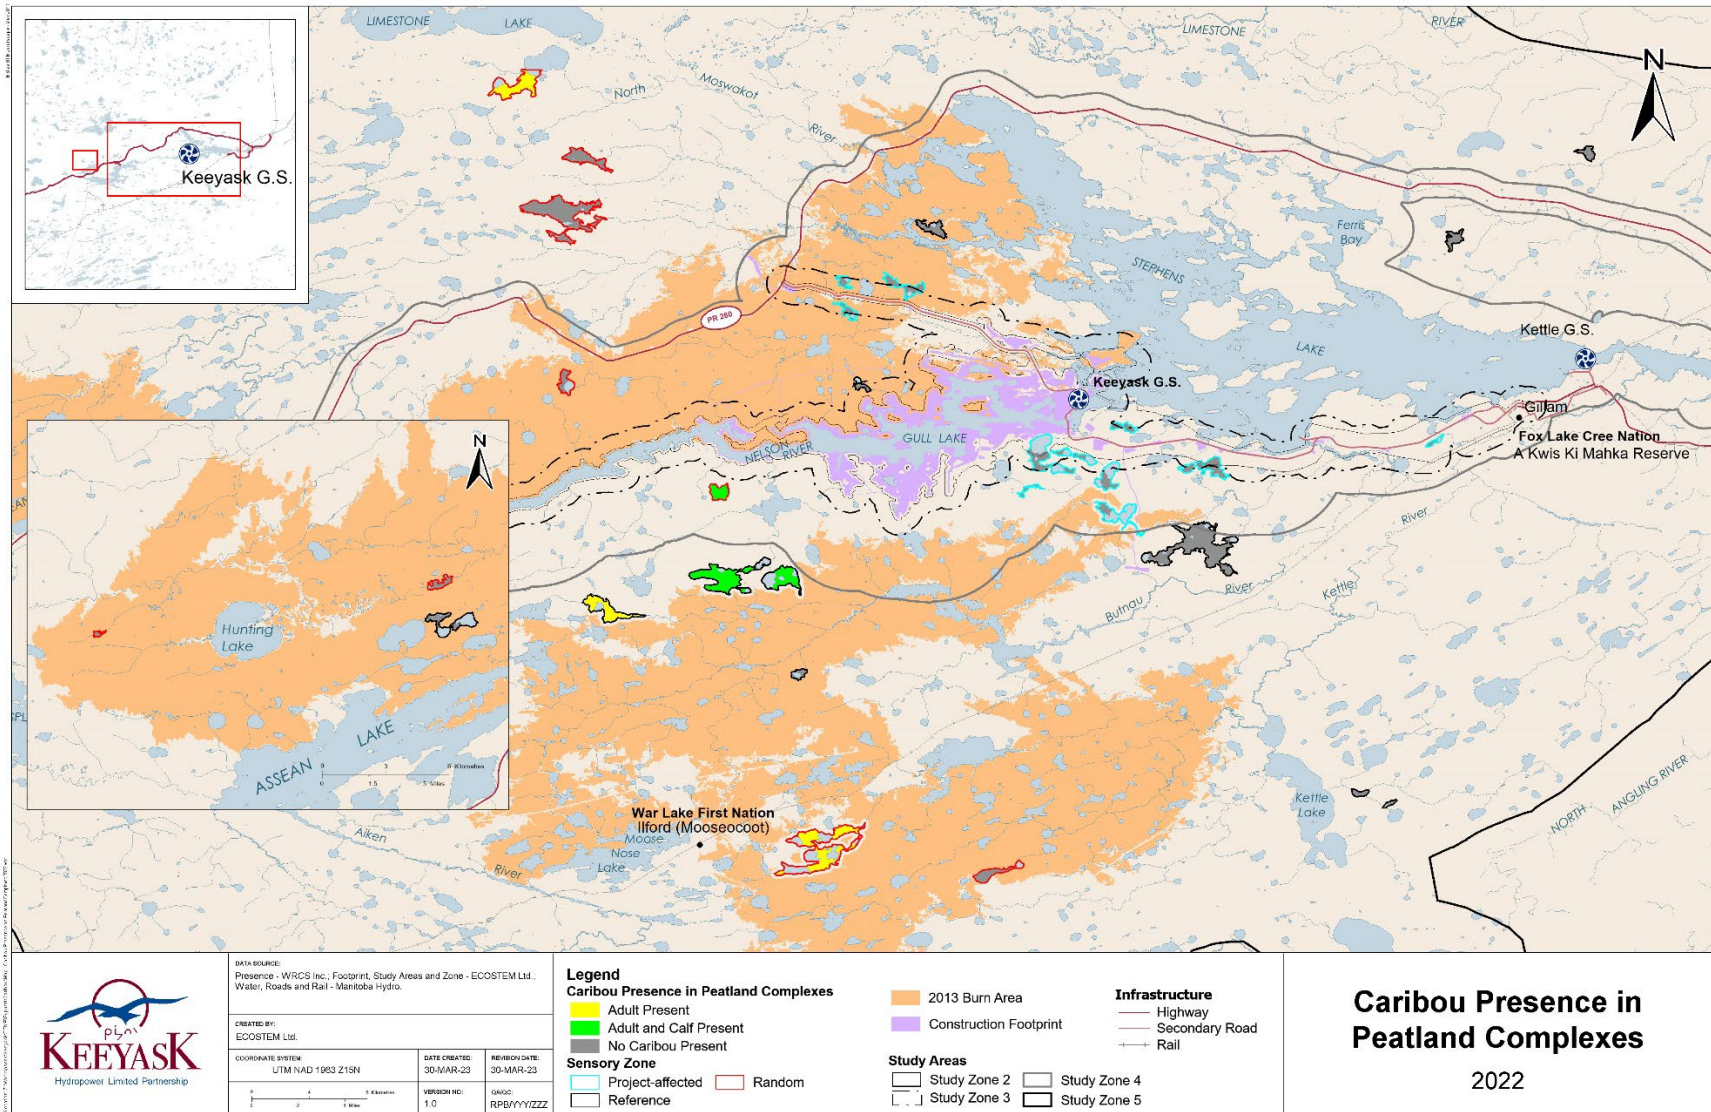 LIMESTONE LAKE
LIMESTONE
RIVER
North
Moswakot
River
N
Keeyask G.S.
Ferris
Bay
STEPHENS
LAKE
PR 280
Kettle G.S.
Keeyask G.S.
Gillam
Fox Lake Cree Nation
A Kwis Ki Mahka Reserve
GULL LAKE
NELSON
RIVER
River
N
Butnau
River
Kettle
Hunting
Lake
ASSEAN
LAKE
Kettle
Lake
NORTH
ANGLING RIVER
War Lake First Nation
Ilford (Mooseocoot)
Moose
Nose
Lake
Aiken
River
KEEYASK
Hydropower Limited Partnership
DATA SOURCE:
Presence - WRCS Inc.; Footprint, Study Areas and Zone - ECOSTEM Ltd.;
Water, Roads and Rail - Manitoba Hydro.
CREATED BY:
ECOSTEM Ltd.
COORDINATE SYSTEM:
UTM NAD 1983 Z15N
DATE CREATED:
30-MAR-23
REVISION DATE:
30-MAR-23
VERSION NO:
1.0
QA/QC:
RPB/YYY/ZZZ
Legend
Caribou Presence in Peatland Complexes
Adult Present
Adult and Calf Present
No Caribou Present
Sensory Zone
Project-affected
Random
Reference
2013 Burn Area
Construction Footprint
Infrastructure
Highway
Secondary Road
Rail
Study Areas
Study Zone 2
Study Zone 4
Study Zone 3
Study Zone 5
Caribou Presence in
Peatland Complexes
2022